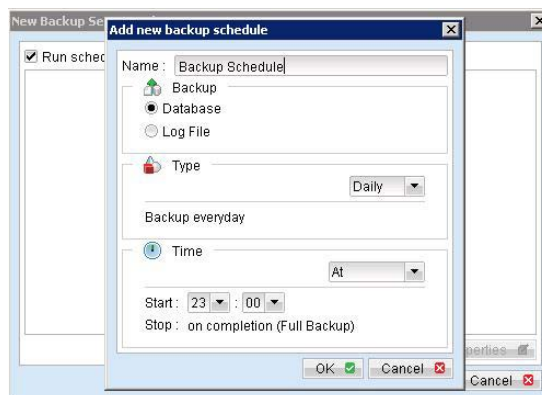 New Backup Se
Add new backup schedule
Run sched
Name : Backup Schedule
Backup
Database
Log File
Type
Daily
Backup everyday
Time
At
Start : 23 : 00
Stop : on completion (Full Backup)
perties
OK Cancel
Cancel